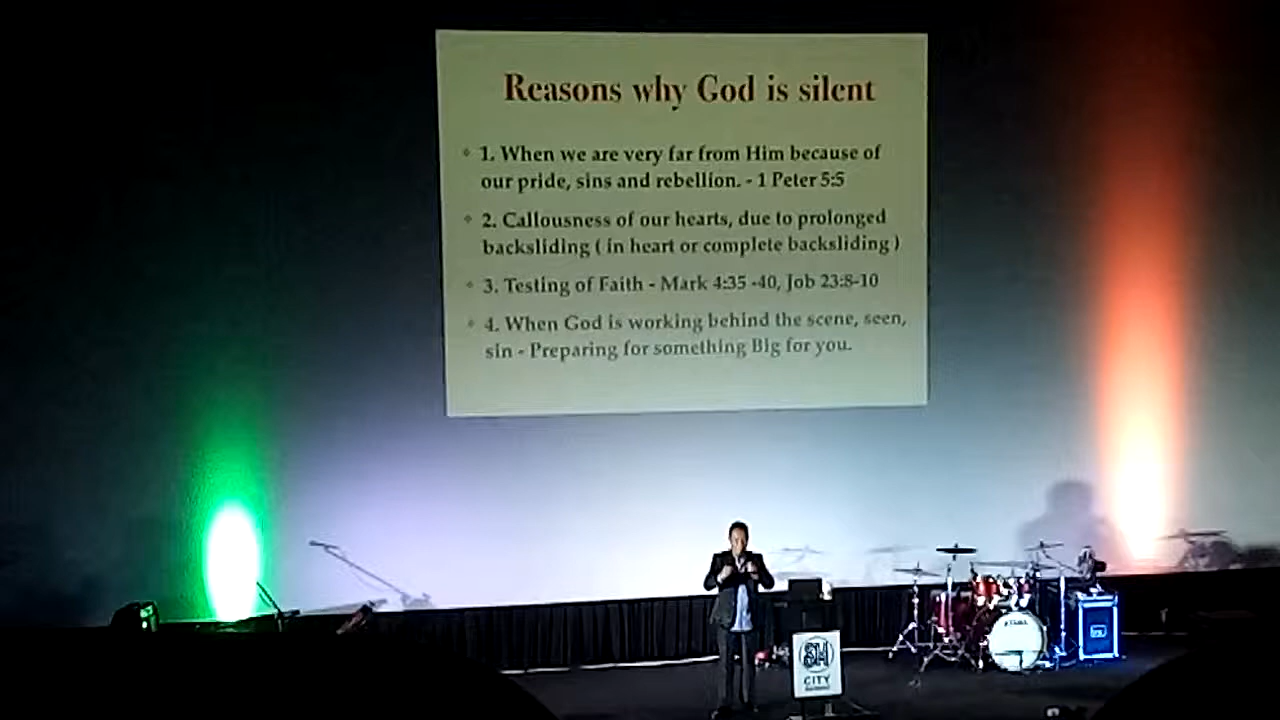 Reasons why God is silent
1. When we are very far from Him because of
our pride, sins and rebellion. - 1 Peter 5:5
2. Callousness of our hearts, due to prolonged
backsliding ( in heart or complete backsliding )
3. Testing of Faith - Mark 4:35 -40, Job 23:8-10
4. When God is working behind the scene, seen,
sin - Preparing for something Big for you.
SM
CITY
TAMA